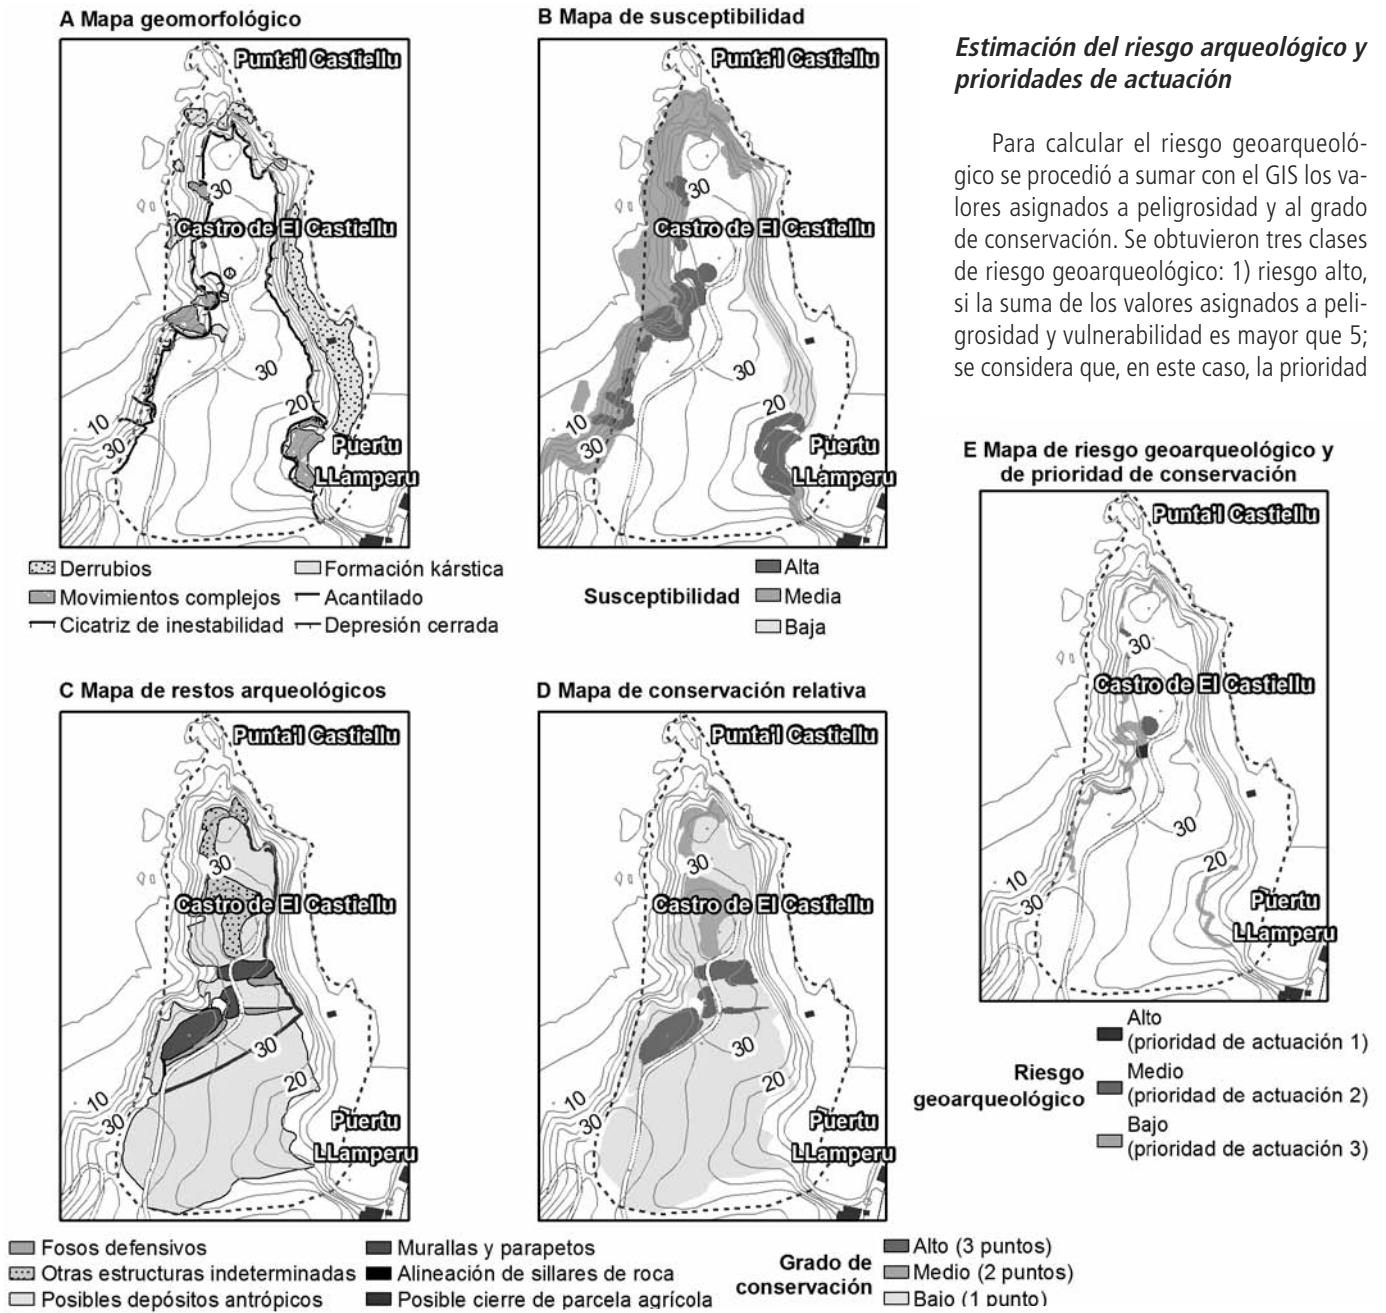 A Mapa geomorfológico
Punta'l Castiellu
30
Castro de El Castiellu
30
20
10
30
Puertu
LLamperu
Derrubios
Formación kárstica
Movimientos complejos
Acantilado
Cicatriz de inestabilidad
Depresión cerrada
B Mapa de susceptibilidad
Punta'l Castiellu
30
Castro de El Castiellu
30
20
10
30
Puertu
LLamperu
Susceptibilidad
Alta
Media
Baja
Estimación del riesgo arqueológico y
prioridades de actuación
Para calcular el riesgo geoarqueoló-
gico se procedió a sumar con el GIS los va-
lores asignados a peligrosidad y al grado
de conservación. Se obtuvieron tres clases
de riesgo geoarqueológico: 1) riesgo alto,
si la suma de los valores asignados a peli-
grosidad y vulnerabilidad es mayor que 5;
se considera que, en este caso, la prioridad
C Mapa de restos arqueológicos
Punta'l Castiellu
30
Castro de El Castiellu
30
20
10
30
Puertu
LLamperu
Fosos defensivos
Murallas y parapetos
Otras estructuras indeterminadas
Alineación de sillares de roca
Posibles depósitos antrópicos
Posible cierre de parcela agrícola
D Mapa de conservación relativa
Punta'l Castiellu
30
Castro de El Castiellu
30
20
10
30
Puertu
LLamperu
Grado de
conservación
Alto (3 puntos)
Medio (2 puntos)
Bajo (1 punto)
E Mapa de riesgo geoarqueológico y
de prioridad de conservación
Punta'l Castiellu
30
Castro de El Castiellu
30
20
10
30
Puertu
LLamperu
Riesgo
geoarqueológico
Alto
(prioridad de actuación 1)
Medio
(prioridad de actuación 2)
Bajo
(prioridad de actuación 3)